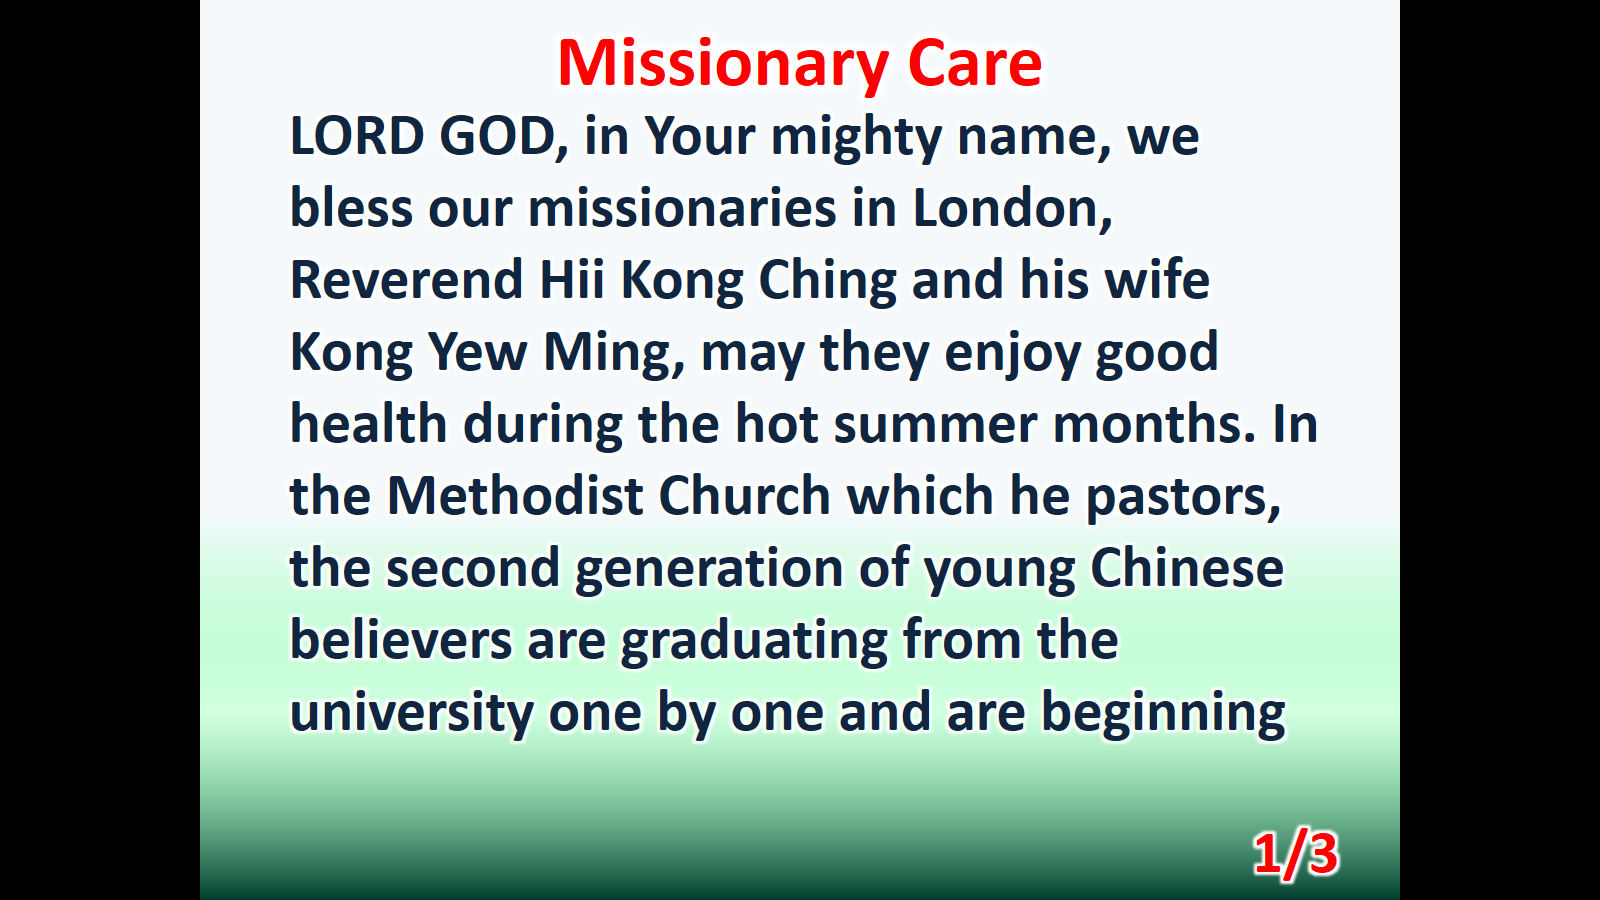 Missionary Care
LORD GOD, in Your mighty name, we
bless our missionaries in London,
Reverend Hii Kong Ching and his wife
Kong Yew Ming, may they enjoy good
health during the hot summer months. In
the Methodist Church which he pastors,
the second generation of young Chinese
believers are graduating from the
university one by one and are beginning
1/3